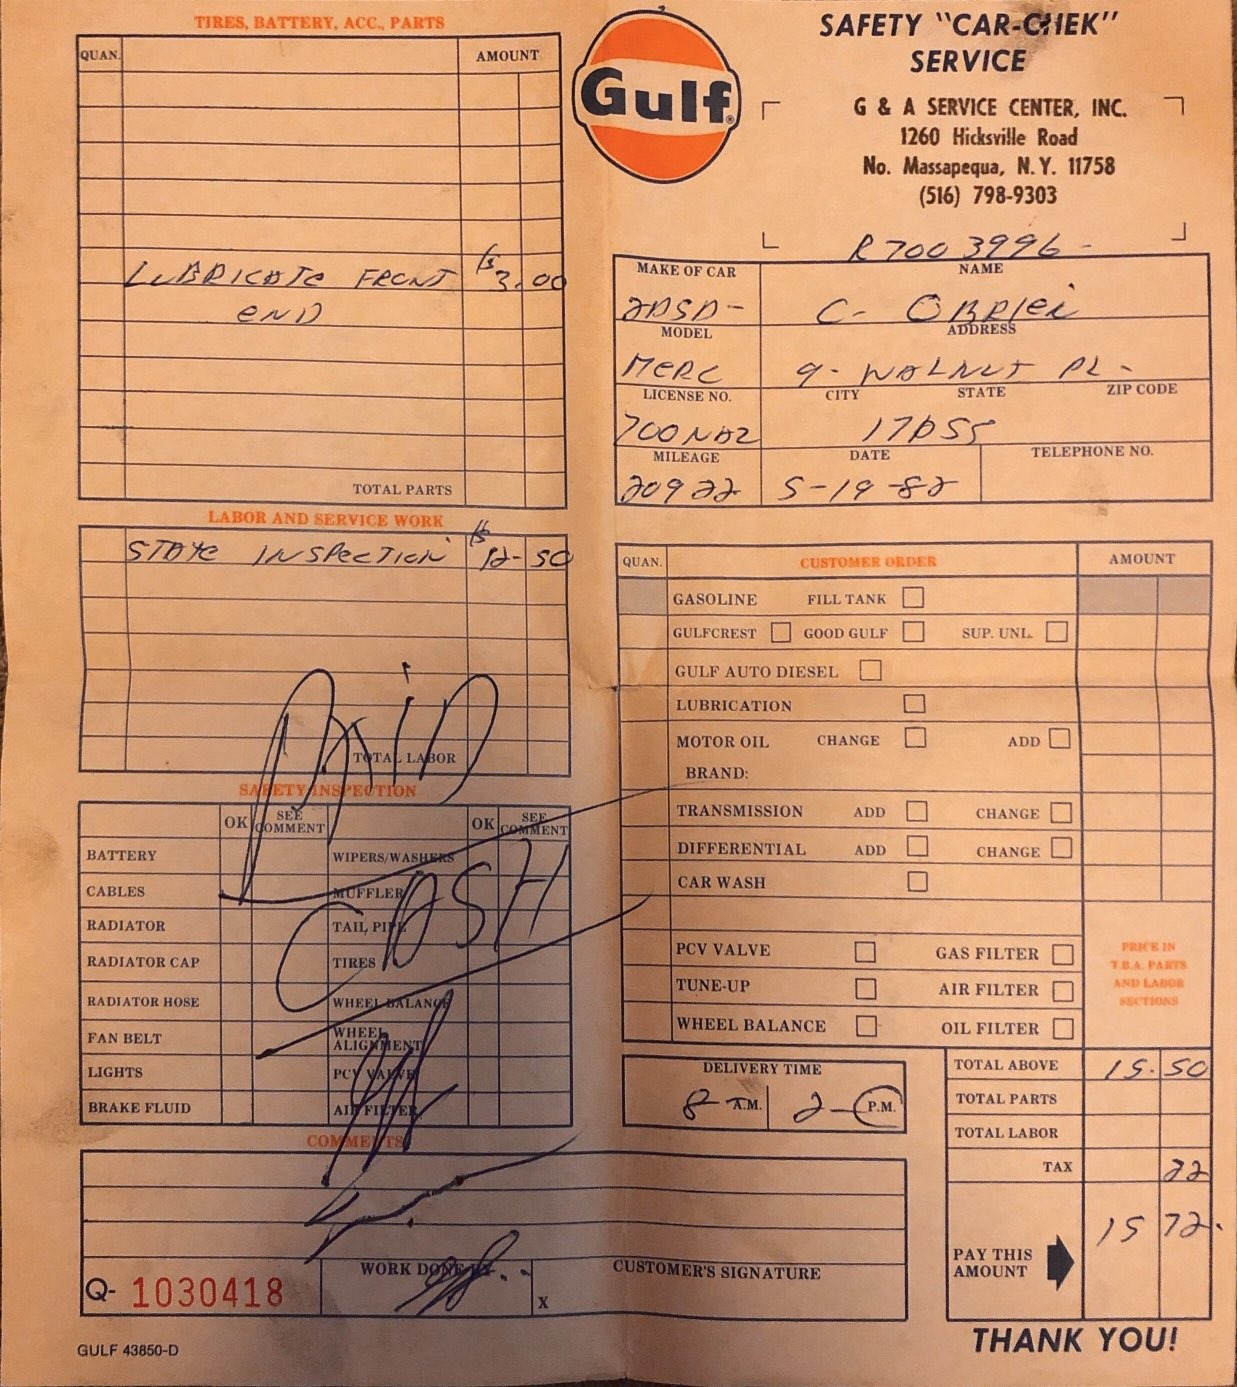 TIRES, BATTERY, ACC., PARTS
QUAN. AMOUNT
LUBRICATE FRONT $3.00
END
TOTAL PARTS
LABOR AND SERVICE WORK
STATE INSPECTION $12-50
PAID
TOTAL LABOR
SAFETY INSPECTION
OK SEE COMMENT OK SEE COMMENT
BATTERY WIPERS/WASHERS
CABLES MUFFLER
CASH
RADIATOR TAIL PIPE
RADIATOR CAP TIRES
RADIATOR HOSE WHEEL BALANCE
FAN BELT WHEEL ALIGNMENT
LIGHTS PCV VALVE
BRAKE FLUID AIR FILTER
COMMENTS
WORK DONE BY
CUSTOMER'S SIGNATURE
Q- 1030418 X
GULF 43850-D
Gulf
SAFETY "CAR-CHEK"
SERVICE
G & A SERVICE CENTER, INC.
1260 Hicksville Road
No. Massapequa, N.Y. 11758
(516) 798-9303
R700 3996-
MAKE OF CAR NAME
2DSD- C- OBRIEN
MODEL ADDRESS
MERC 9- WALNUT PL-
LICENSE NO. CITY STATE ZIP CODE
700NAZ
MILEAGE DATE TELEPHONE NO.
20922 5-19-82
QUAN. CUSTOMER ORDER AMOUNT
GASOLINE FILL TANK
GULFCREST GOOD GULF SUP. UNL.
GULF AUTO DIESEL
LUBRICATION
MOTOR OIL CHANGE ADD
BRAND:
TRANSMISSION ADD CHANGE
DIFFERENTIAL ADD CHANGE
CAR WASH
PCV VALVE GAS FILTER
TUNE-UP AIR FILTER
WHEEL BALANCE OIL FILTER
PRICE IN
T.B.A. PARTS
AND LABOR
SECTIONS
DELIVERY TIME
8- A.M. 2- P.M.
TOTAL ABOVE 15.50
TOTAL PARTS
TOTAL LABOR
TAX 22
PAY THIS
AMOUNT 15 72.
THANK YOU!